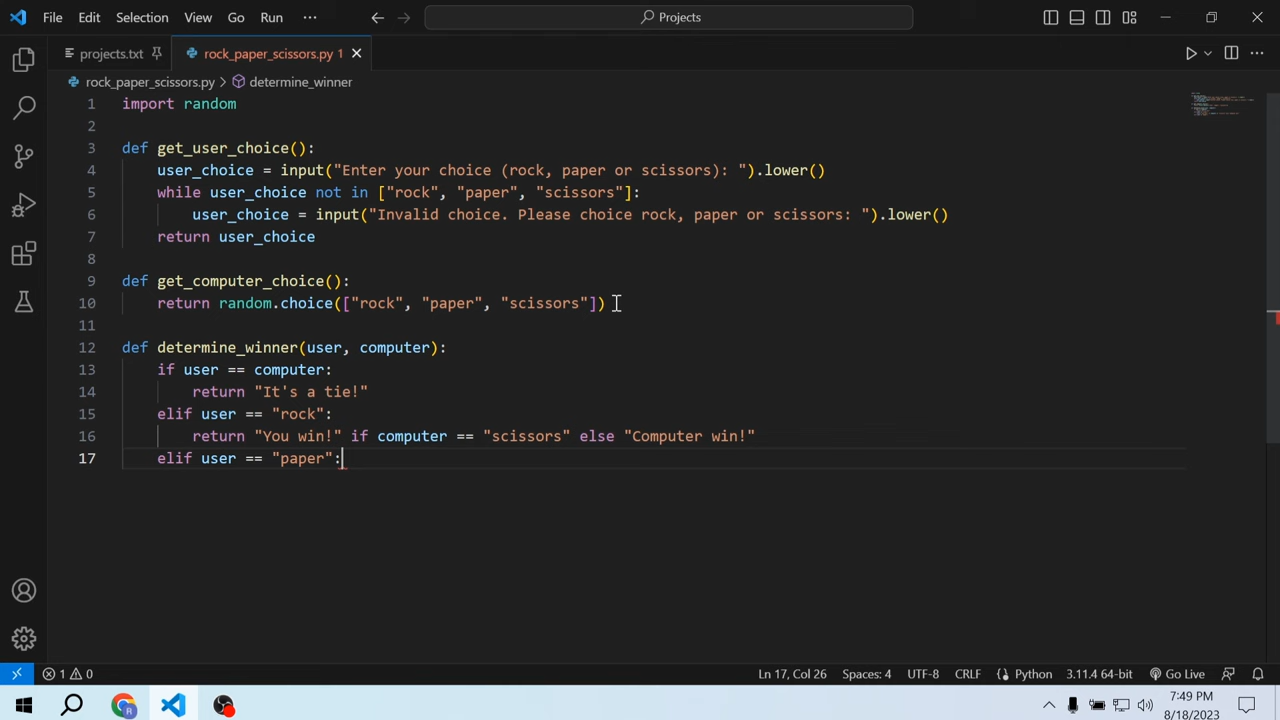 File Edit Selection View Go Run ··· Projects
projects.txt rock_paper_scissors.py 1
rock_paper_scissors.py > determine_winner
1 import random
2
3 def get_user_choice():
4 user_choice = input("Enter your choice (rock, paper or scissors): ").lower()
5 while user_choice not in ["rock", "paper", "scissors"]:
6 user_choice = input("Invalid choice. Please choice rock, paper or scissors: ").lower()
7 return user_choice
8
9 def get_computer_choice():
10 return random.choice(["rock", "paper", "scissors"])
11
12 def determine_winner(user, computer):
13 if user == computer:
14 return "It's a tie!"
15 elif user == "rock":
16 return "You win!" if computer == "scissors" else "Computer win!"
17 elif user == "paper":
1 0 Ln 17, Col 26 Spaces: 4 UTF-8 CRLF Python 3.11.4 64-bit Go Live
7:49 PM
8/18/2023